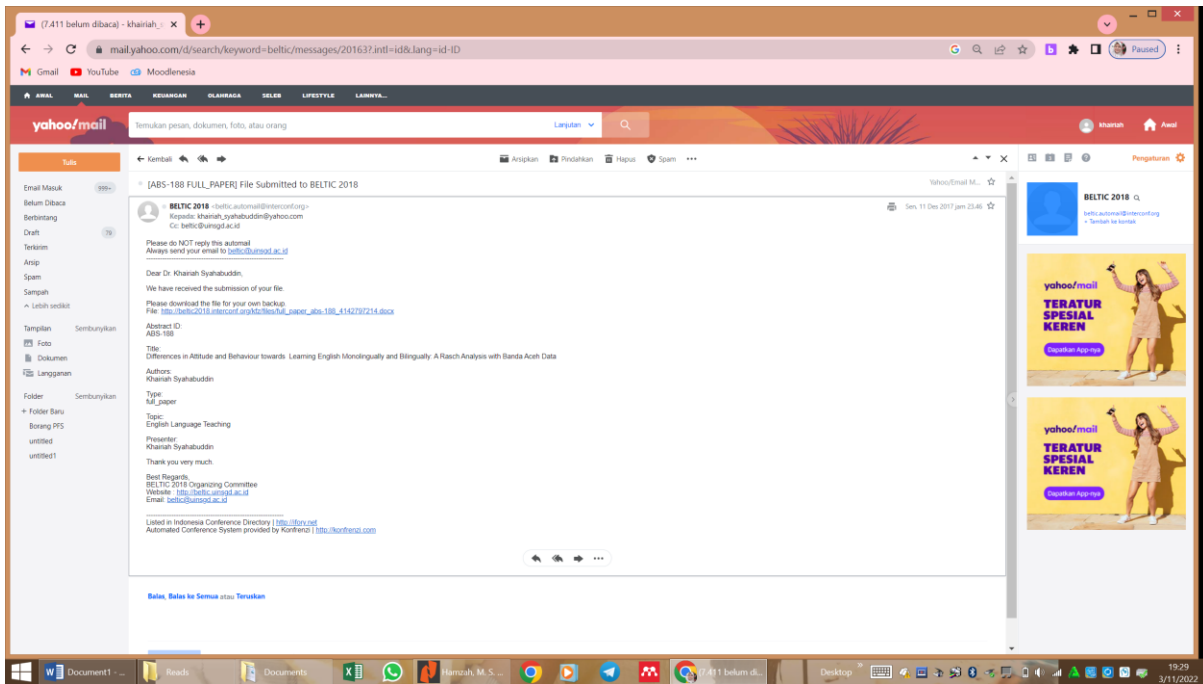 (7.411 belum dibaca) - khairiah_s
mail.yahoo.com/d/search/keyword=beltic/messages/20163?.intl=id&.lang=id-ID
Paused
Gmail YouTube Moodlenesia
AWAL MAIL BERITA KEUANGAN OLAHRAGA SELEB LIFESTYLE LAINNYA...
yahoo!mail
Temukan pesan, dokumen, foto, atau orang
Lanjutan
khairiah
Awal
Tulis
Email Masuk 999+
Belum Dibaca
Berbintang
Draft 78
Terkirim
Arsip
Spam
Sampah
Lebih sedikit
Tampilan Sembunyikan
Foto
Dokumen
Langganan
Folder Sembunyikan
+ Folder Baru
Borang PFS
untitled
untitled1
Kembali
Arsipkan Pindahkan Hapus Spam
[ABS-188 FULL_PAPER] File Submitted to BELTIC 2018
Yahoo/Email M...
BELTIC 2018 <beltic.automail@interconf.org>
Sen, 11 Des 2017 jam 23.46
Kepada: khairiah_syahabuddin@yahoo.com
Cc: beltic@uinsgd.ac.id
Please do NOT reply this automail.
Always send your email to beltic@uinsgd.ac.id
Dear Dr. Khairiah Syahabuddin,
We have received the submission of your file.
Please download the file for your own backup.
File: http://beltic2018.interconf.org/kfz/files/full_paper_abs-188_4142797214.docx
Abstract ID:
ABS-188
Title:
Differences in Attitude and Behaviour towards Learning English Monolingually and Bilingually: A Rasch Analysis with Banda Aceh Data
Authors:
Khairiah Syahabuddin
Type:
full_paper
Topic:
English Language Teaching
Presenter:
Khairiah Syahabuddin
Thank you very much.
Best Regards,
BELTIC 2018 Organizing Committee
Website : http://beltic.uinsgd.ac.id
Email: beltic@uinsgd.ac.id
Listed in Indonesia Conference Directory | http://ifory.net
Automated Conference System provided by Konfrenzi | http://konfrenzi.com
Balas, Balas ke Semua atau Teruskan
Pengaturan
BELTIC 2018
beltic.automail@interconf.org
+ Tambah ke kontak
yahoo!mail
TERATUR
SPESIAL
KEREN
Dapatkan App-nya
yahoo!mail
TERATUR
SPESIAL
KEREN
Dapatkan App-nya
Document1 - ...
Reads
Documents
Hamzah, M. S. ...
(7.411 belum di...
Desktop
19:29
3/11/2022